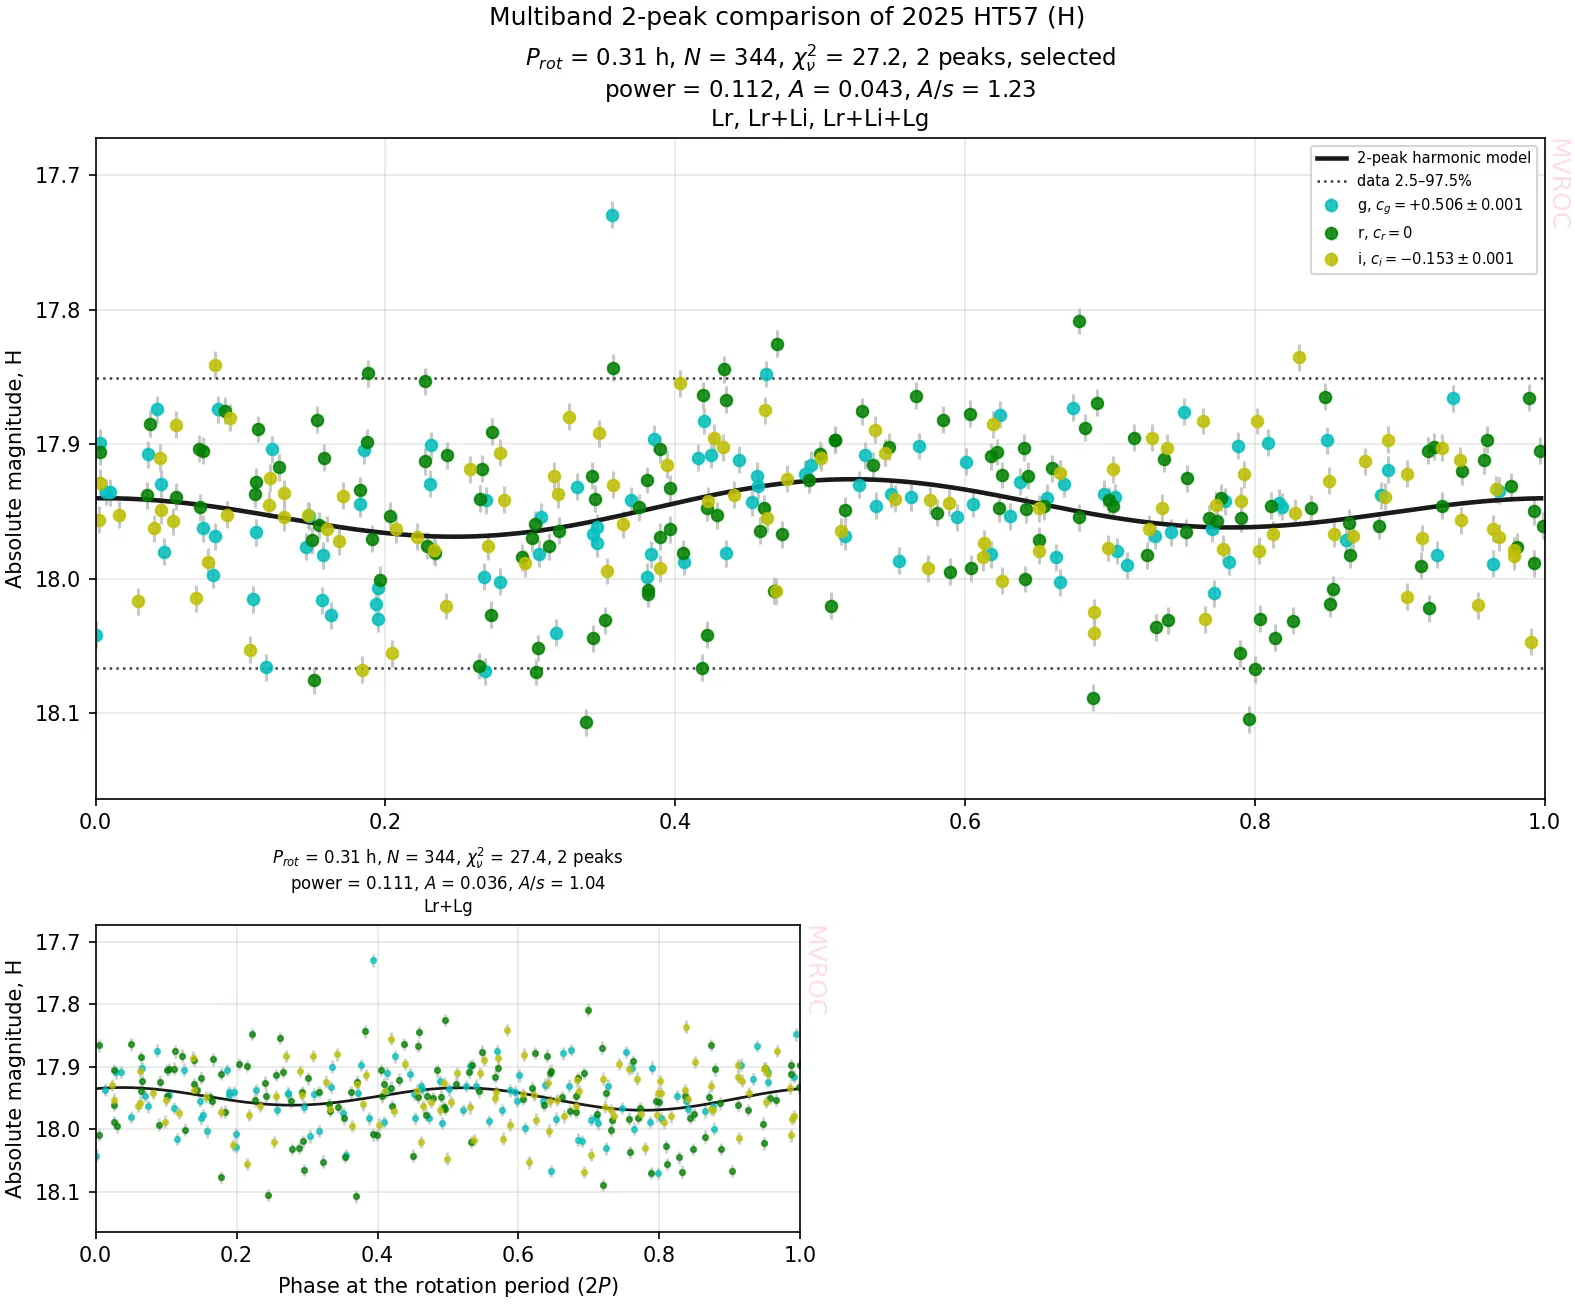 Multiband 2-peak comparison of 2025 HT57 (H)
P_rot = 0.31 h, N = 344, χ²_ν = 27.2, 2 peaks, selected
power = 0.112, A = 0.043, A/s = 1.23
Lr, Lr+Li, Lr+Li+Lg
MVROC
2-peak harmonic model
data 2.5–97.5%
g, c_g = +0.506 ± 0.001
r, c_r = 0
i, c_i = −0.153 ± 0.001
Absolute magnitude, H
17.7
17.8
17.9
18.0
18.1
0.0 0.2 0.4 0.6 0.8 1.0
P_rot = 0.31 h, N = 344, χ²_ν = 27.4, 2 peaks
power = 0.111, A = 0.036, A/s = 1.04
Lr+Lg
MVROC
Absolute magnitude, H
17.7
17.8
17.9
18.0
18.1
0.0 0.2 0.4 0.6 0.8 1.0
Phase at the rotation period (2P)